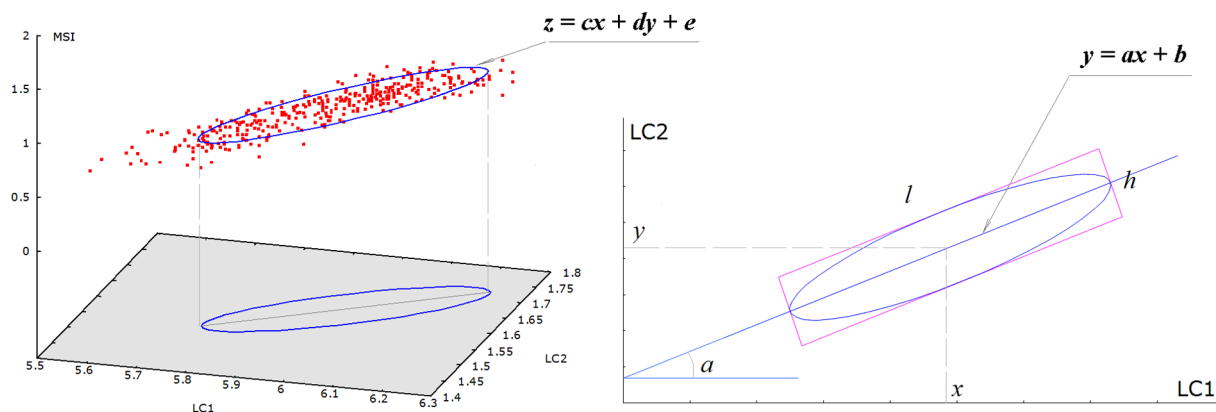 z = cx + dy + e
2
MSI
1.5
1
0.5
0
1.8
1.75
1.7
1.65
1.6
1.55
1.5
1.45
1.4
LC2
5.5
5.6
5.7
5.8
5.9
6
6.1
6.2
6.3
LC1
y = ax + b
LC2
l
h
y
a
x
LC1